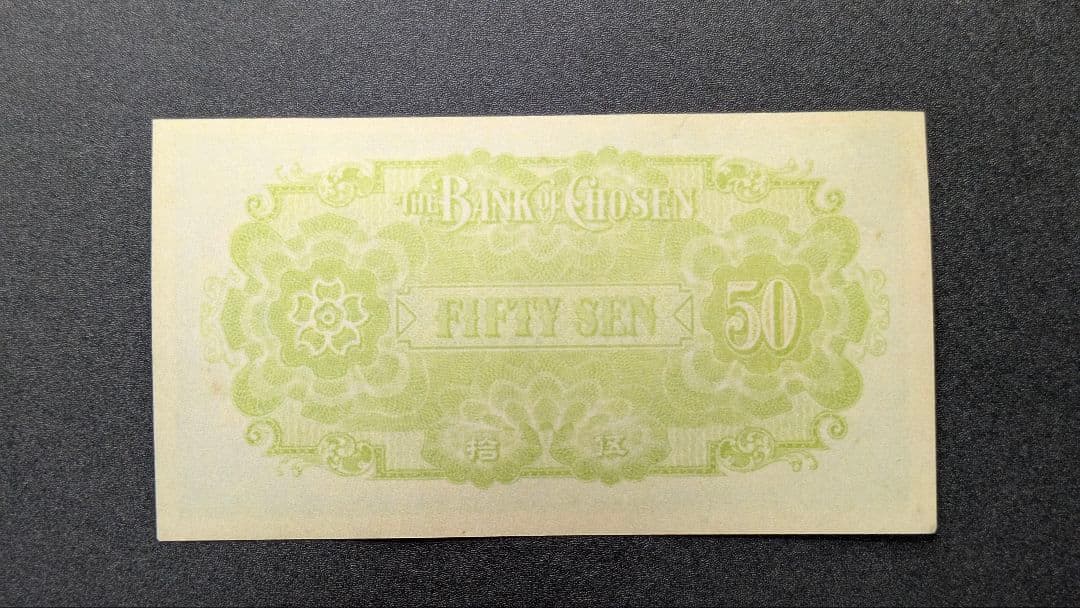 THE BANK OF CHOSEN
FIFTY SEN
50
拾 伍